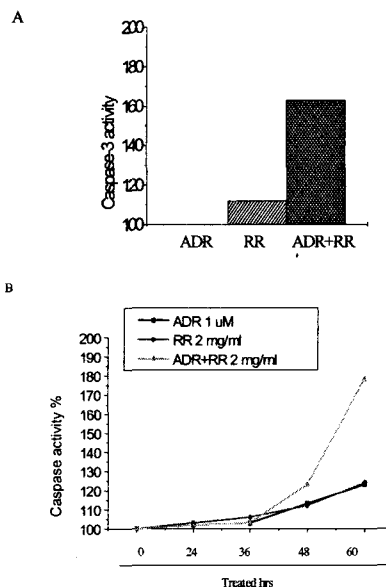 A
200
180
160
140
120
100
Caspase-3 activity
ADR RR ADR+RR
B
ADR 1 uM
RR 2 mg/ml
ADR+RR 2 mg/ml
200
190
180
170
160
150
140
130
120
110
100
Caspase activity %
0 24 36 48 60
Treated hrs